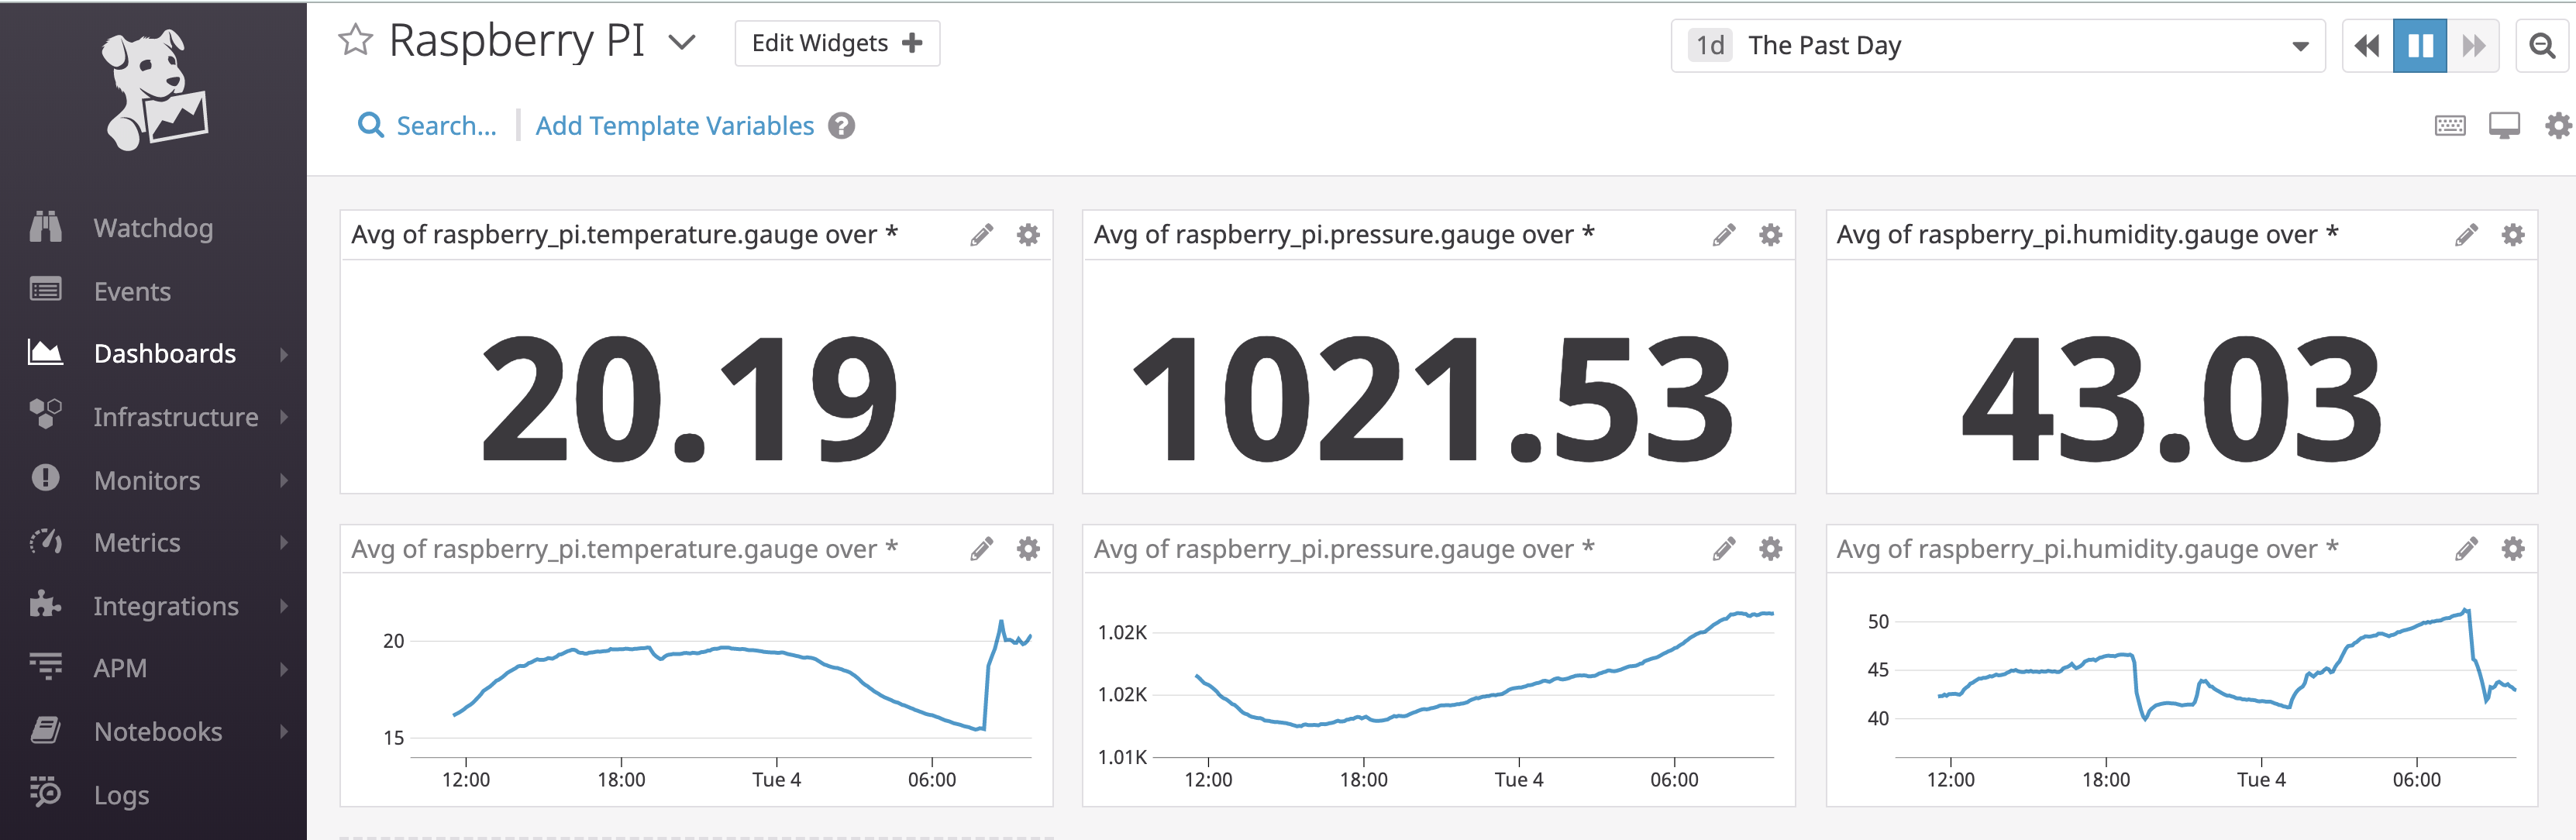 Raspberry PI
Edit Widgets
1d The Past Day
Search...
Add Template Variables
?
Watchdog
Events
Dashboards
Infrastructure
Monitors
Metrics
Integrations
APM
Notebooks
Logs
Avg of raspberry_pi.temperature.gauge over *
20.19
Avg of raspberry_pi.pressure.gauge over *
1021.53
Avg of raspberry_pi.humidity.gauge over *
43.03
Avg of raspberry_pi.temperature.gauge over *
20
15
12:00 18:00 Tue 4 06:00
Avg of raspberry_pi.pressure.gauge over *
1.02K
1.02K
1.01K
12:00 18:00 Tue 4 06:00
Avg of raspberry_pi.humidity.gauge over *
50
45
40
12:00 18:00 Tue 4 06:00